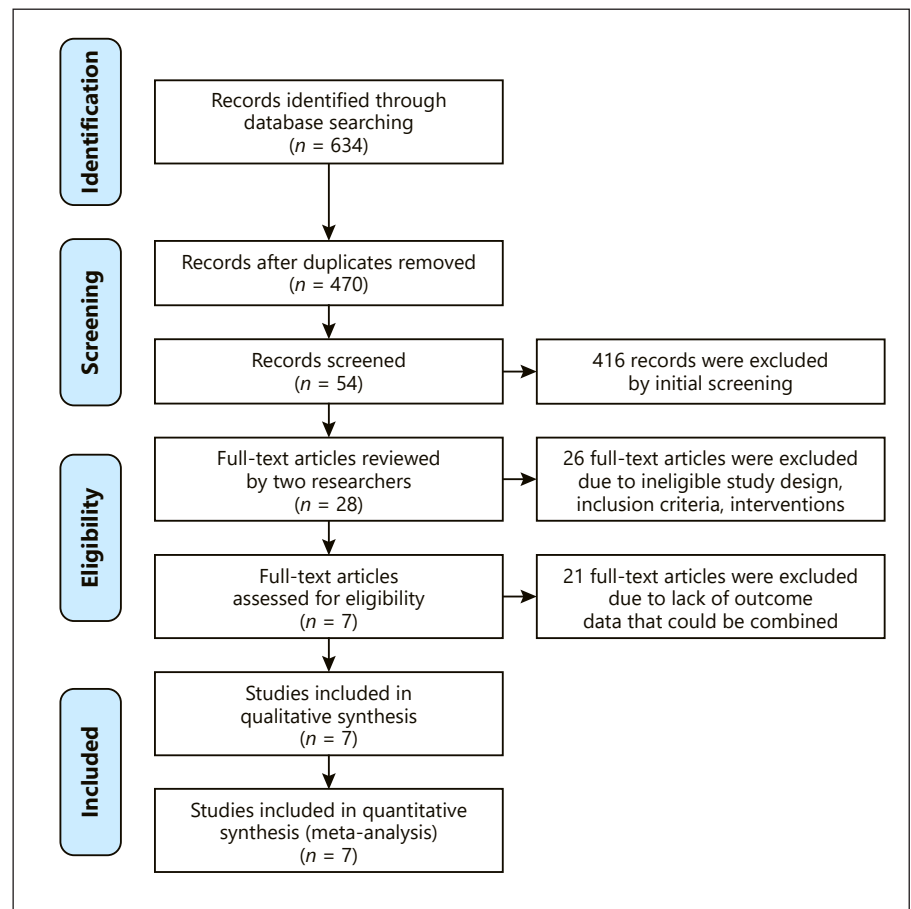 Identification
Records identified through
database searching
(n = 634)
Screening
Records after duplicates removed
(n = 470)
Records screened
(n = 54)
416 records were excluded
by initial screening
Eligibility
Full-text articles reviewed
by two researchers
(n = 28)
26 full-text articles were excluded
due to ineligible study design,
inclusion criteria, interventions
Full-text articles
assessed for eligibility
(n = 7)
21 full-text articles were excluded
due to lack of outcome
data that could be combined
Included
Studies included in
qualitative synthesis
(n = 7)
Studies included in quantitative
synthesis (meta-analysis)
(n = 7)